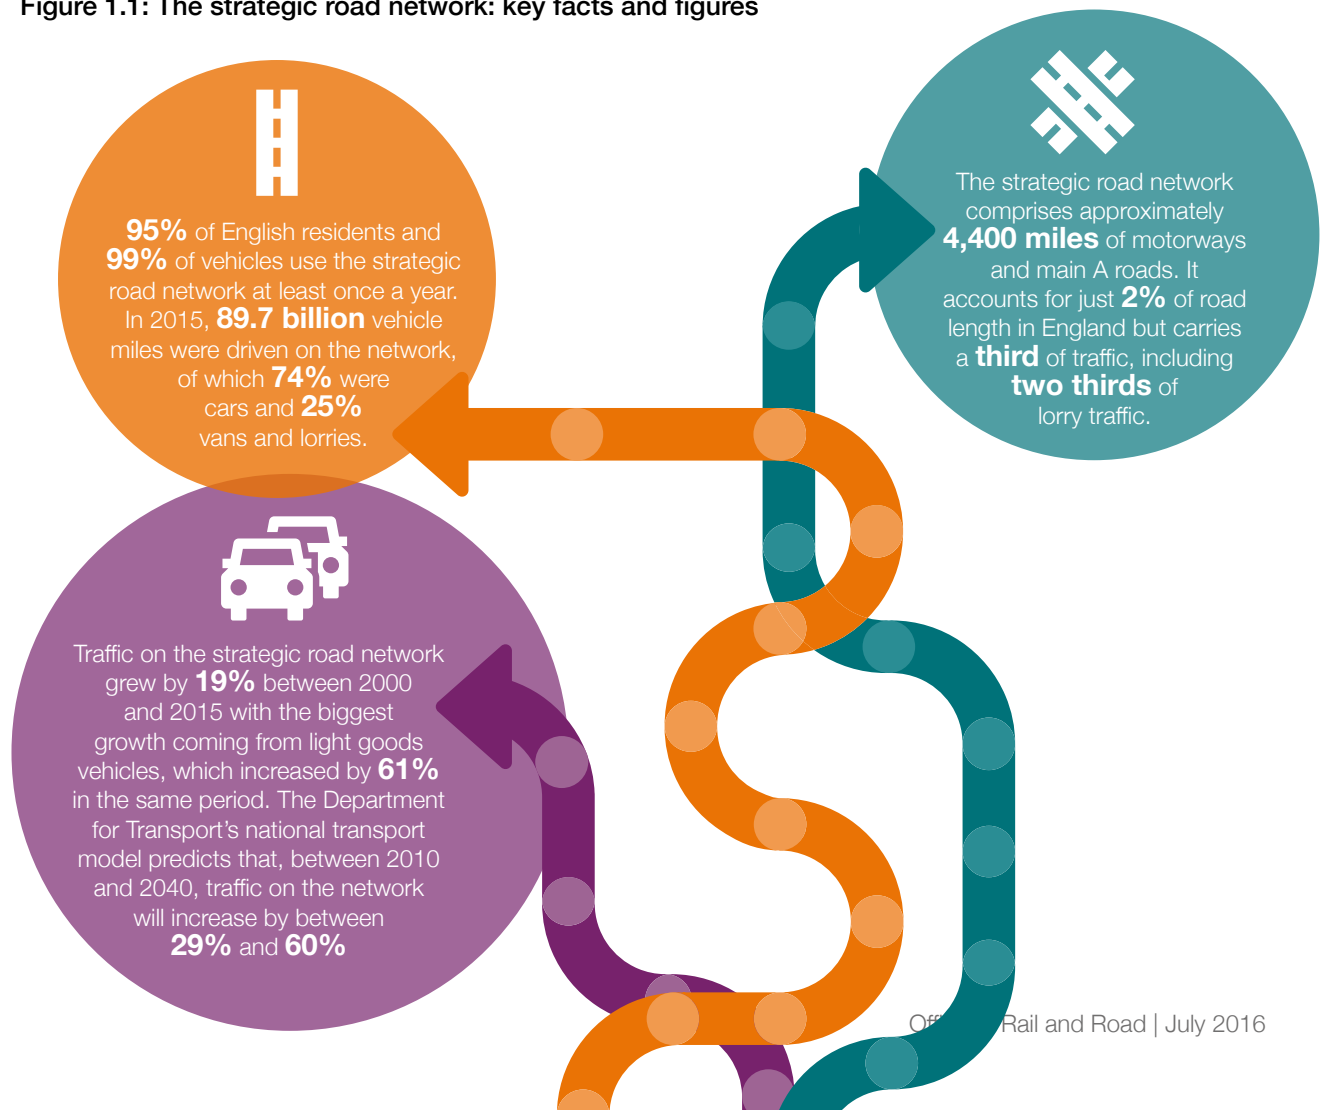 Figure 1.1: The strategic road network: key facts and figures
95% of English residents and
99% of vehicles use the strategic
road network at least once a year.
In 2015, 89.7 billion vehicle
miles were driven on the network,
of which 74% were
cars and 25%
vans and lorries.
The strategic road network
comprises approximately
4,400 miles of motorways
and main A roads. It
accounts for just 2% of road
length in England but carries
a third of traffic, including
two thirds of
lorry traffic.
Traffic on the strategic road network
grew by 19% between 2000
and 2015 with the biggest
growth coming from light goods
vehicles, which increased by 61%
in the same period. The Department
for Transport’s national transport
model predicts that, between 2010
and 2040, traffic on the network
will increase by between
29% and 60%
Rail and Road | July 2016